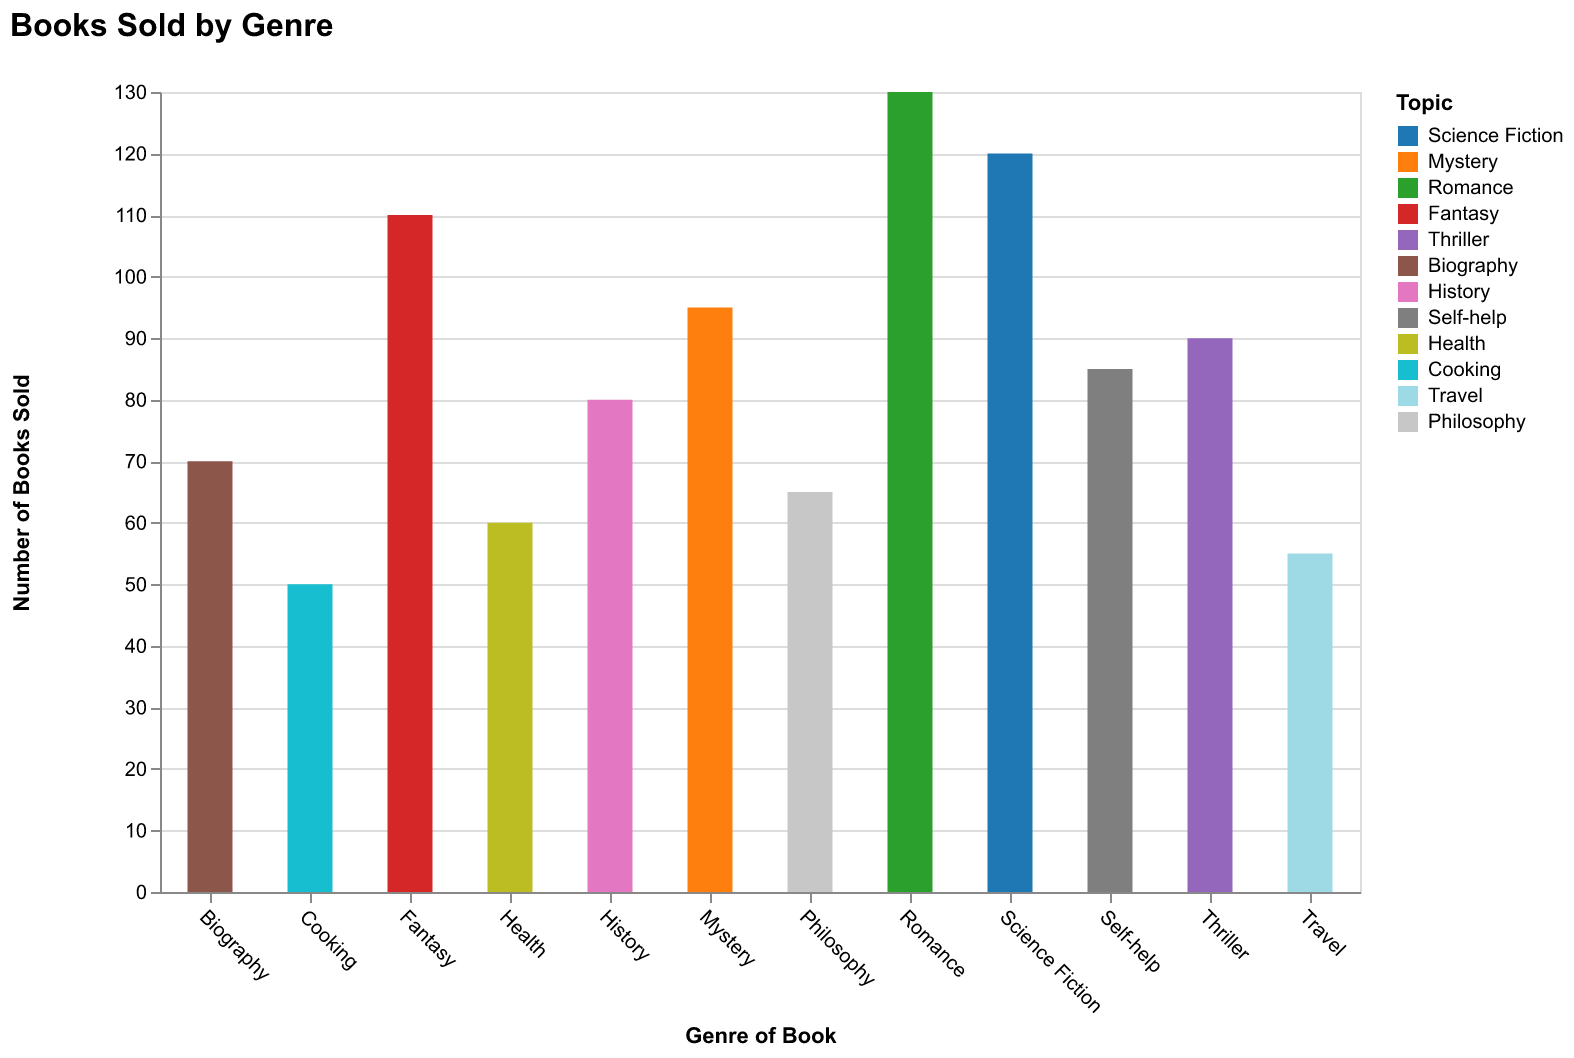 Books Sold by Genre
Number of Books Sold
130
120
110
100
90
80
70
60
50
40
30
20
10
0
Biography
Cooking
Fantasy
Health
History
Mystery
Philosophy
Romance
Science Fiction
Self-help
Thriller
Travel
Genre of Book
Topic
Science Fiction
Mystery
Romance
Fantasy
Thriller
Biography
History
Self-help
Health
Cooking
Travel
Philosophy